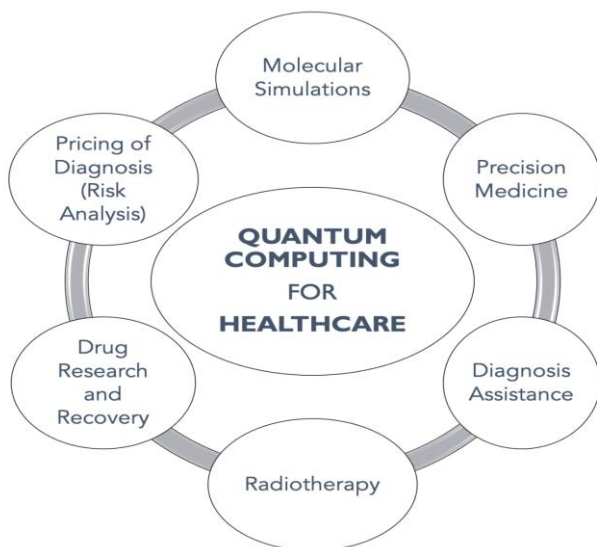 Molecular
Simulations
Precision
Medicine
Diagnosis
Assistance
Radiotherapy
Drug
Research
and
Recovery
Pricing of
Diagnosis
(Risk
Analysis)
QUANTUM
COMPUTING
FOR
HEALTHCARE